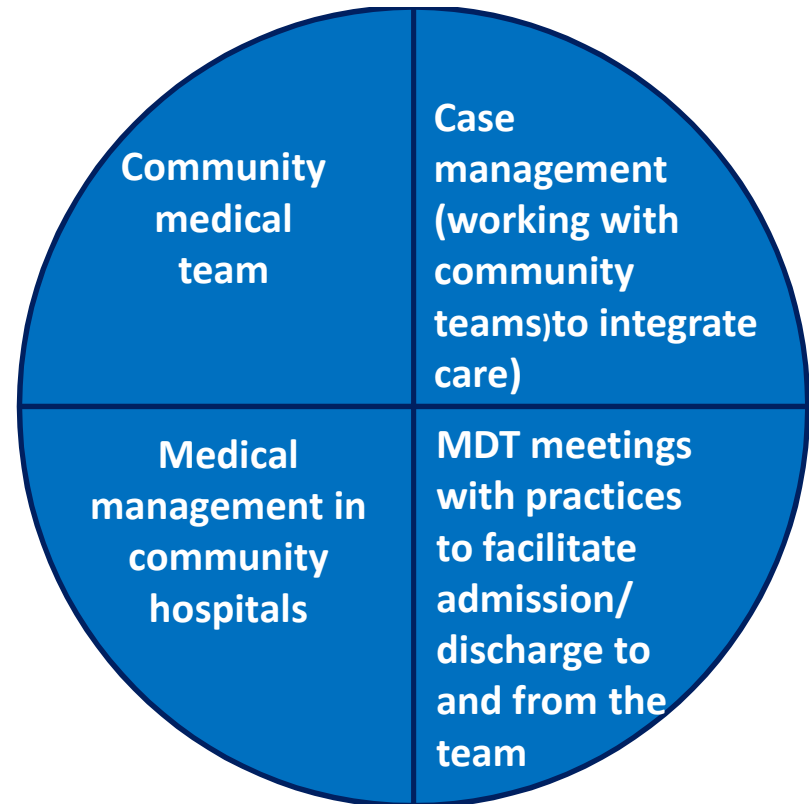 Community
medical
team
Case
management
(working with
community
teams)to integrate
care)
Medical
management in
community
hospitals
MDT meetings
with practices
to facilitate
admission/
discharge to
and from the
team